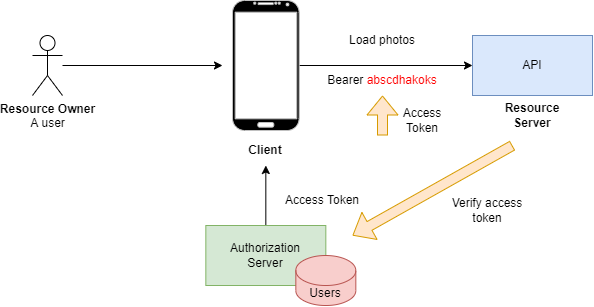 Load photos
API
Bearer abscdhakoks
Resource Owner
A user
Access
Token
Resource
Server
Client
Access Token
Verify access
token
Authorization
Server
Users